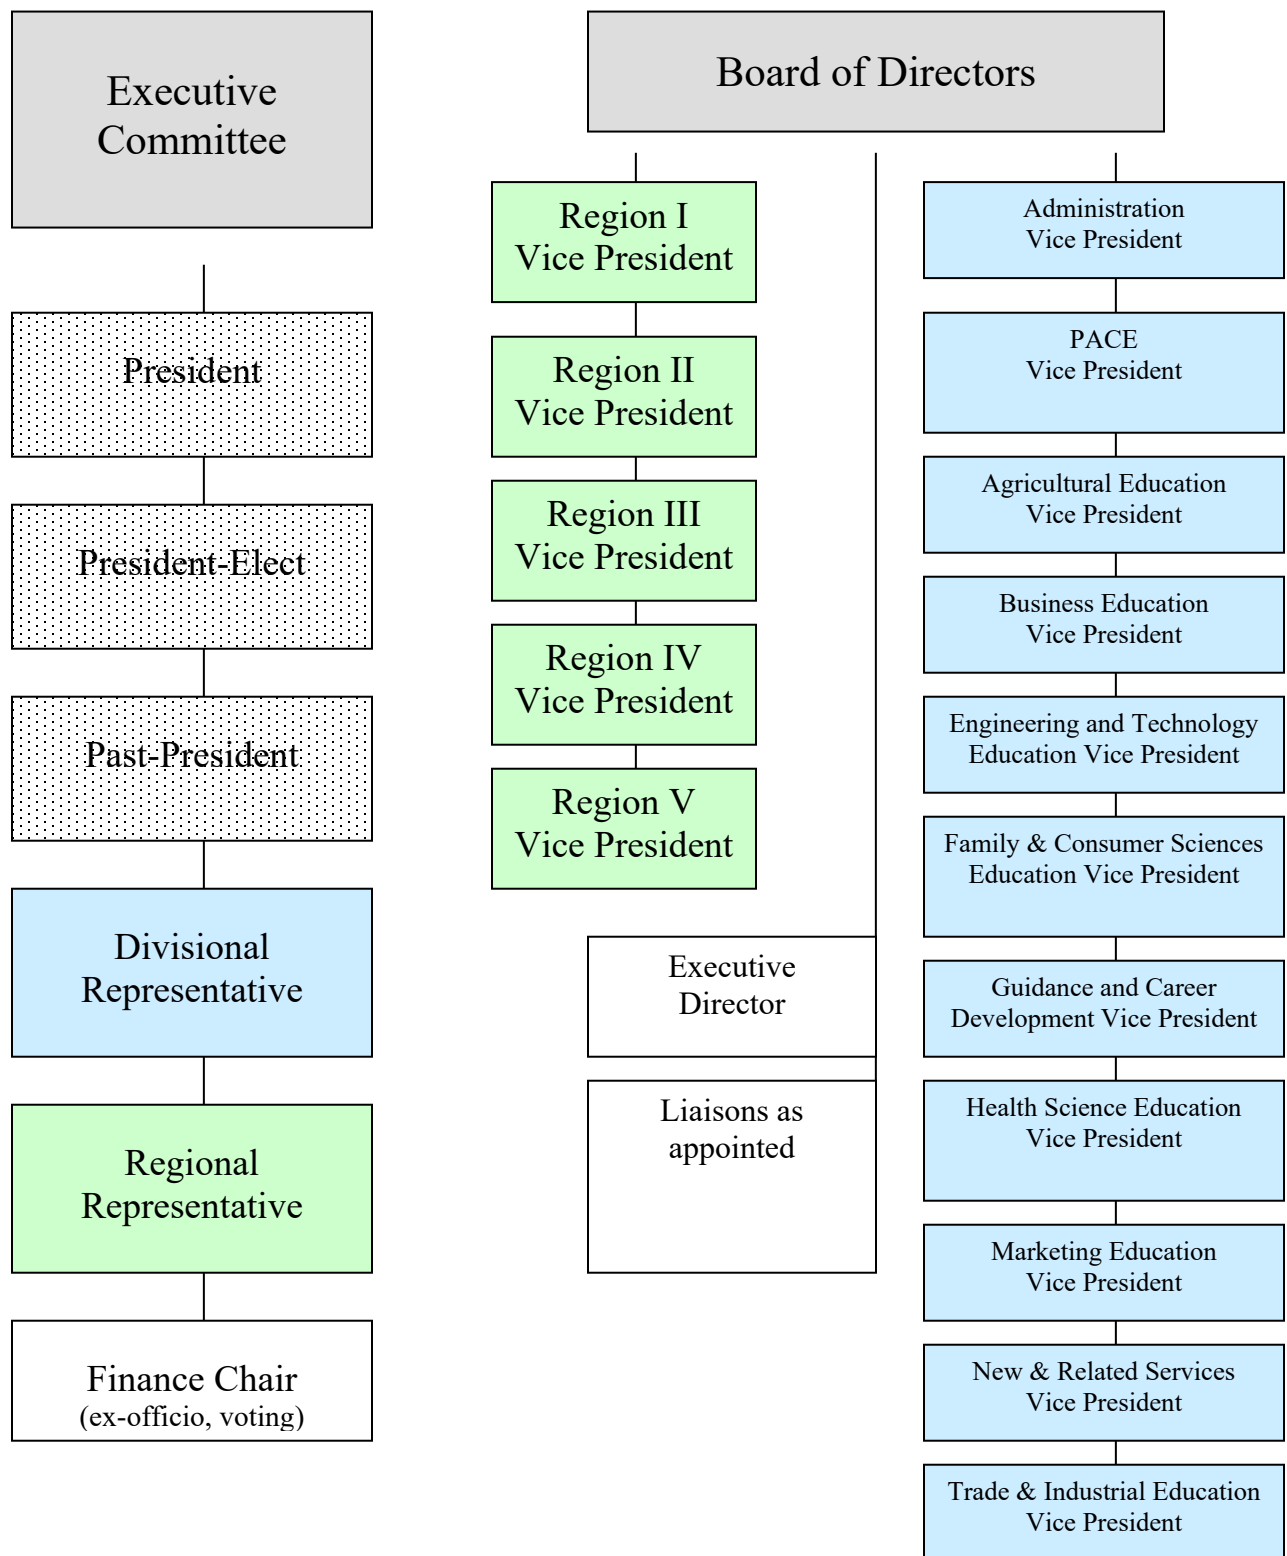 Executive
Committee
President
President-Elect
Past-President
Divisional
Representative
Regional
Representative
Finance Chair
(ex-officio, voting)
Board of Directors
Region I
Vice President
Region II
Vice President
Region III
Vice President
Region IV
Vice President
Region V
Vice President
Executive
Director
Liaisons as
appointed
Administration
Vice President
PACE
Vice President
Agricultural Education
Vice President
Business Education
Vice President
Engineering and Technology
Education Vice President
Family & Consumer Sciences
Education Vice President
Guidance and Career
Development Vice President
Health Science Education
Vice President
Marketing Education
Vice President
New & Related Services
Vice President
Trade & Industrial Education
Vice President